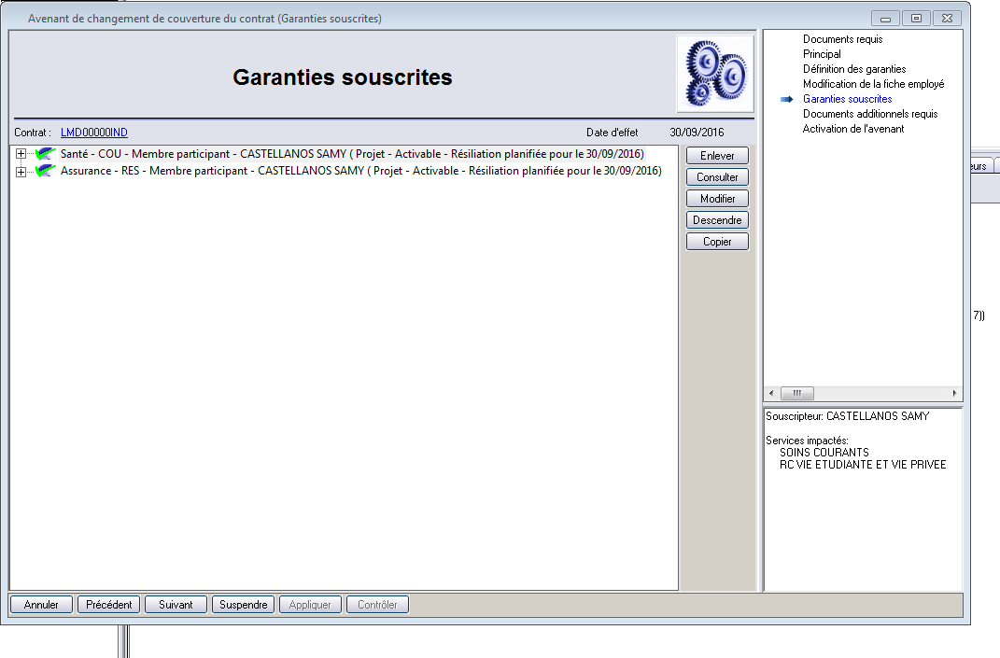 Avenant de changement de couverture du contrat (Garanties souscrites)
Garanties souscrites
Contrat : LMD00000IND Date d'effet 30/09/2016
Santé - COU - Membre participant - CASTELLANOS SAMY ( Projet - Activable - Résiliation planifiée pour le 30/09/2016)
Assurance - RES - Membre participant - CASTELLANOS SAMY ( Projet - Activable - Résiliation planifiée pour le 30/09/2016)
Enlever
Consulter
Modifier
Descendre
Copier
Documents requis
Principal
Définition des garanties
Modification de la fiche employé
Garanties souscrites
Documents additionnels requis
Activation de l'avenant
Souscripteur: CASTELLANOS SAMY
Services impactés:
SOINS COURANTS
RC VIE ETUDIANTE ET VIE PRIVEE
Annuler Précédent Suivant Suspendre Appliquer Contrôler
eurs
7))